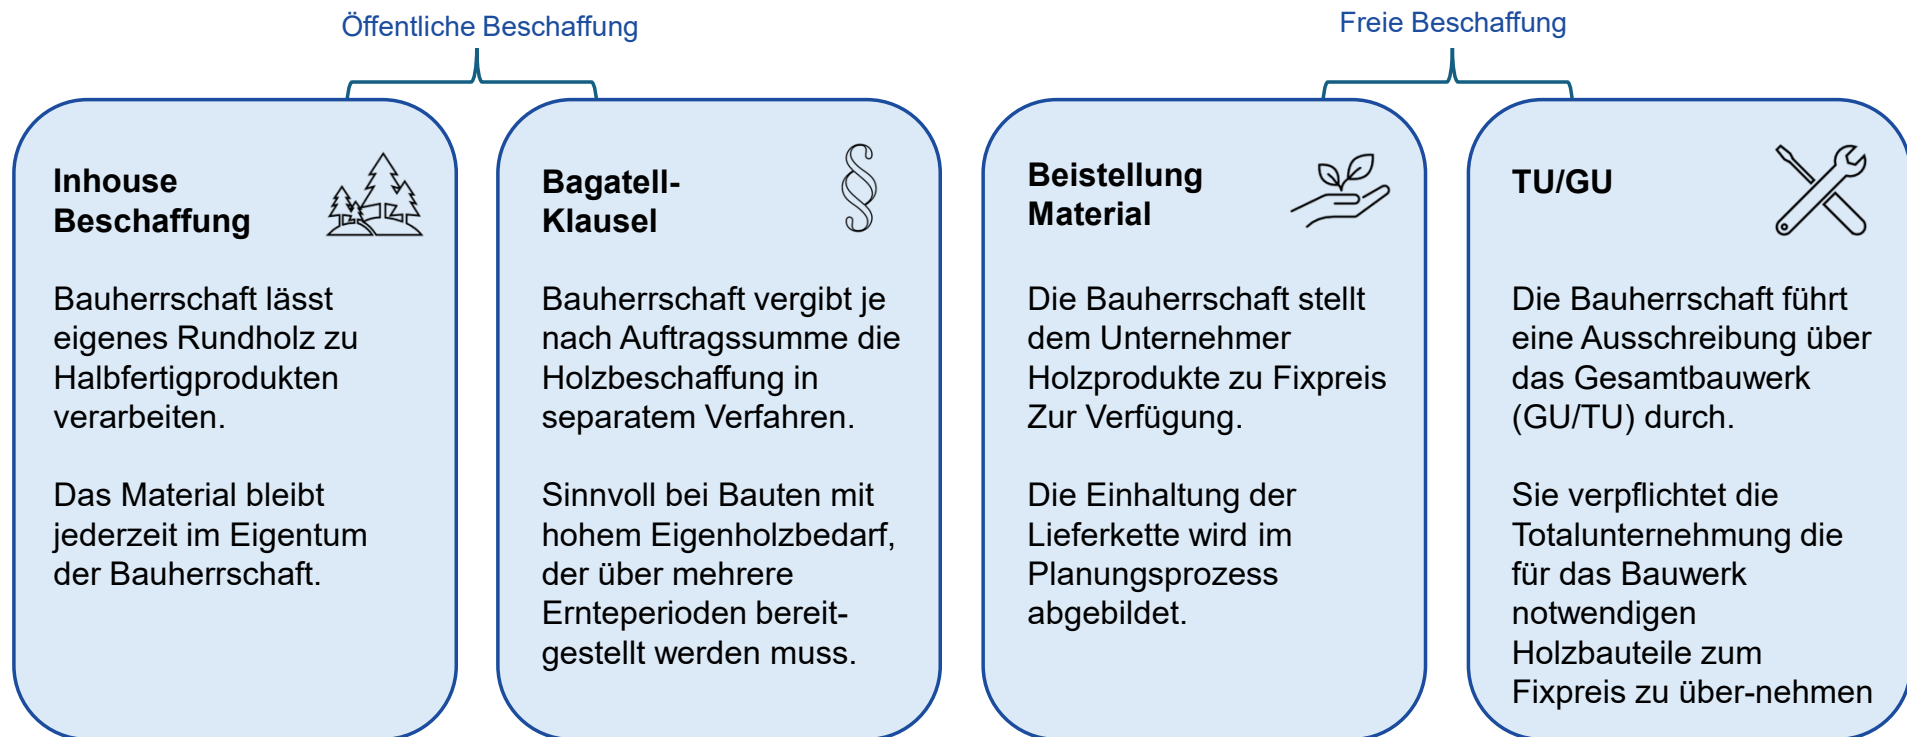 Öffentliche Beschaffung
Freie Beschaffung
Inhouse
Beschaffung
Bauherrschaft lässt
eigenes Rundholz zu
Halbfertigprodukten
verarbeiten.
Das Material bleibt
jederzeit im Eigentum
der Bauherrschaft.
Bagatell-
Klausel
Bauherrschaft vergibt je
nach Auftragssumme die
Holzbeschaffung in
separatem Verfahren.
Sinnvoll bei Bauten mit
hohem Eigenholzbedarf,
der über mehrere
Ernteperioden bereit-
gestellt werden muss.
Beistellung
Material
Die Bauherrschaft stellt
dem Unternehmer
Holzprodukte zu Fixpreis
Zur Verfügung.
Die Einhaltung der
Lieferkette wird im
Planungsprozess
abgebildet.
TU/GU
Die Bauherrschaft führt
eine Ausschreibung über
das Gesamtbauwerk
(GU/TU) durch.
Sie verpflichtet die
Totalunternehmung die
für das Bauwerk
notwendigen
Holzbauteile zum
Fixpreis zu über-nehmen